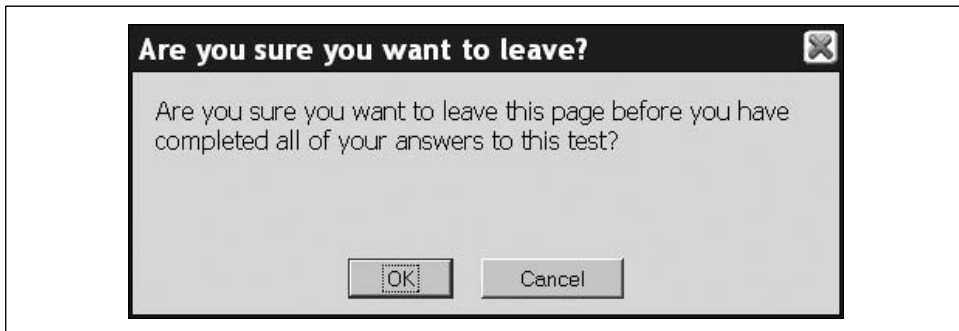 Are you sure you want to leave?
Are you sure you want to leave this page before you have
completed all of your answers to this test?
OK
Cancel